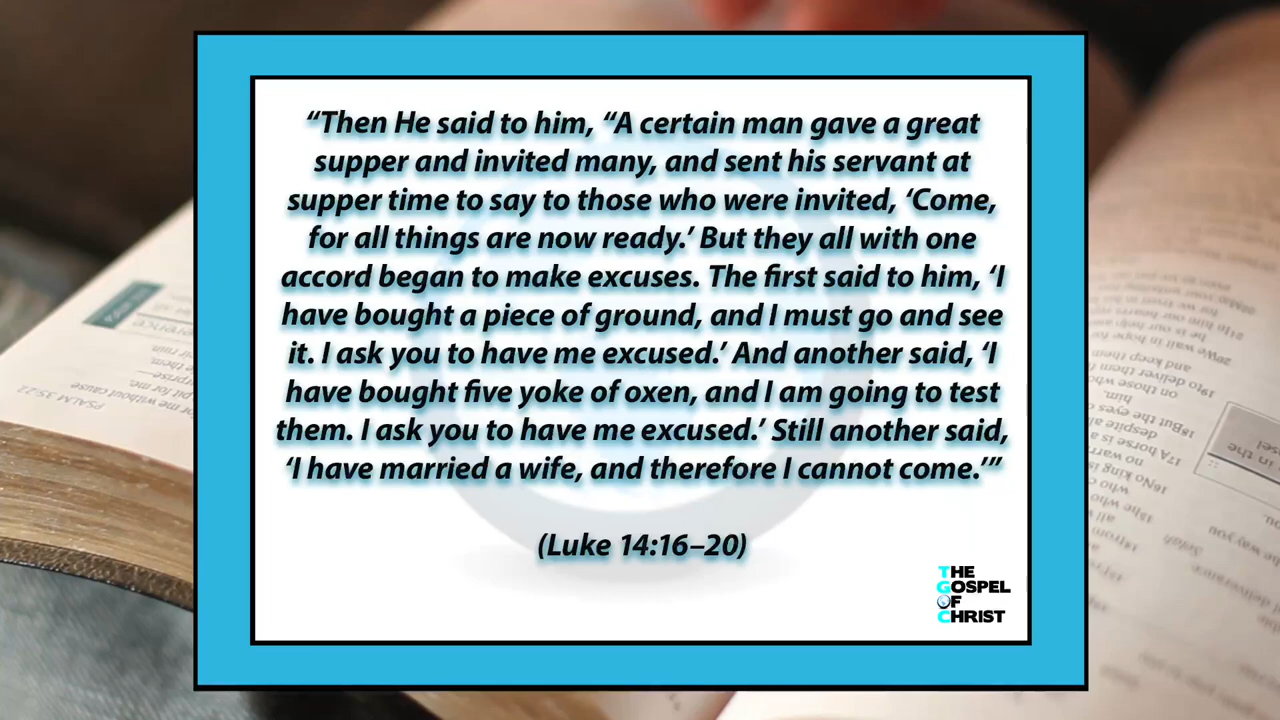 “Then He said to him, “A certain man gave a great
supper and invited many, and sent his servant at
supper time to say to those who were invited, ‘Come,
for all things are now ready.’ But they all with one
accord began to make excuses. The first said to him, ‘I
have bought a piece of ground, and I must go and see
it. I ask you to have me excused.’ And another said, ‘I
have bought five yoke of oxen, and I am going to test
them. I ask you to have me excused.’ Still another said,
‘I have married a wife, and therefore I cannot come.’”
(Luke 14:16–20)
THE
GOSPEL
OF
CHRIST
PSALM 35:22